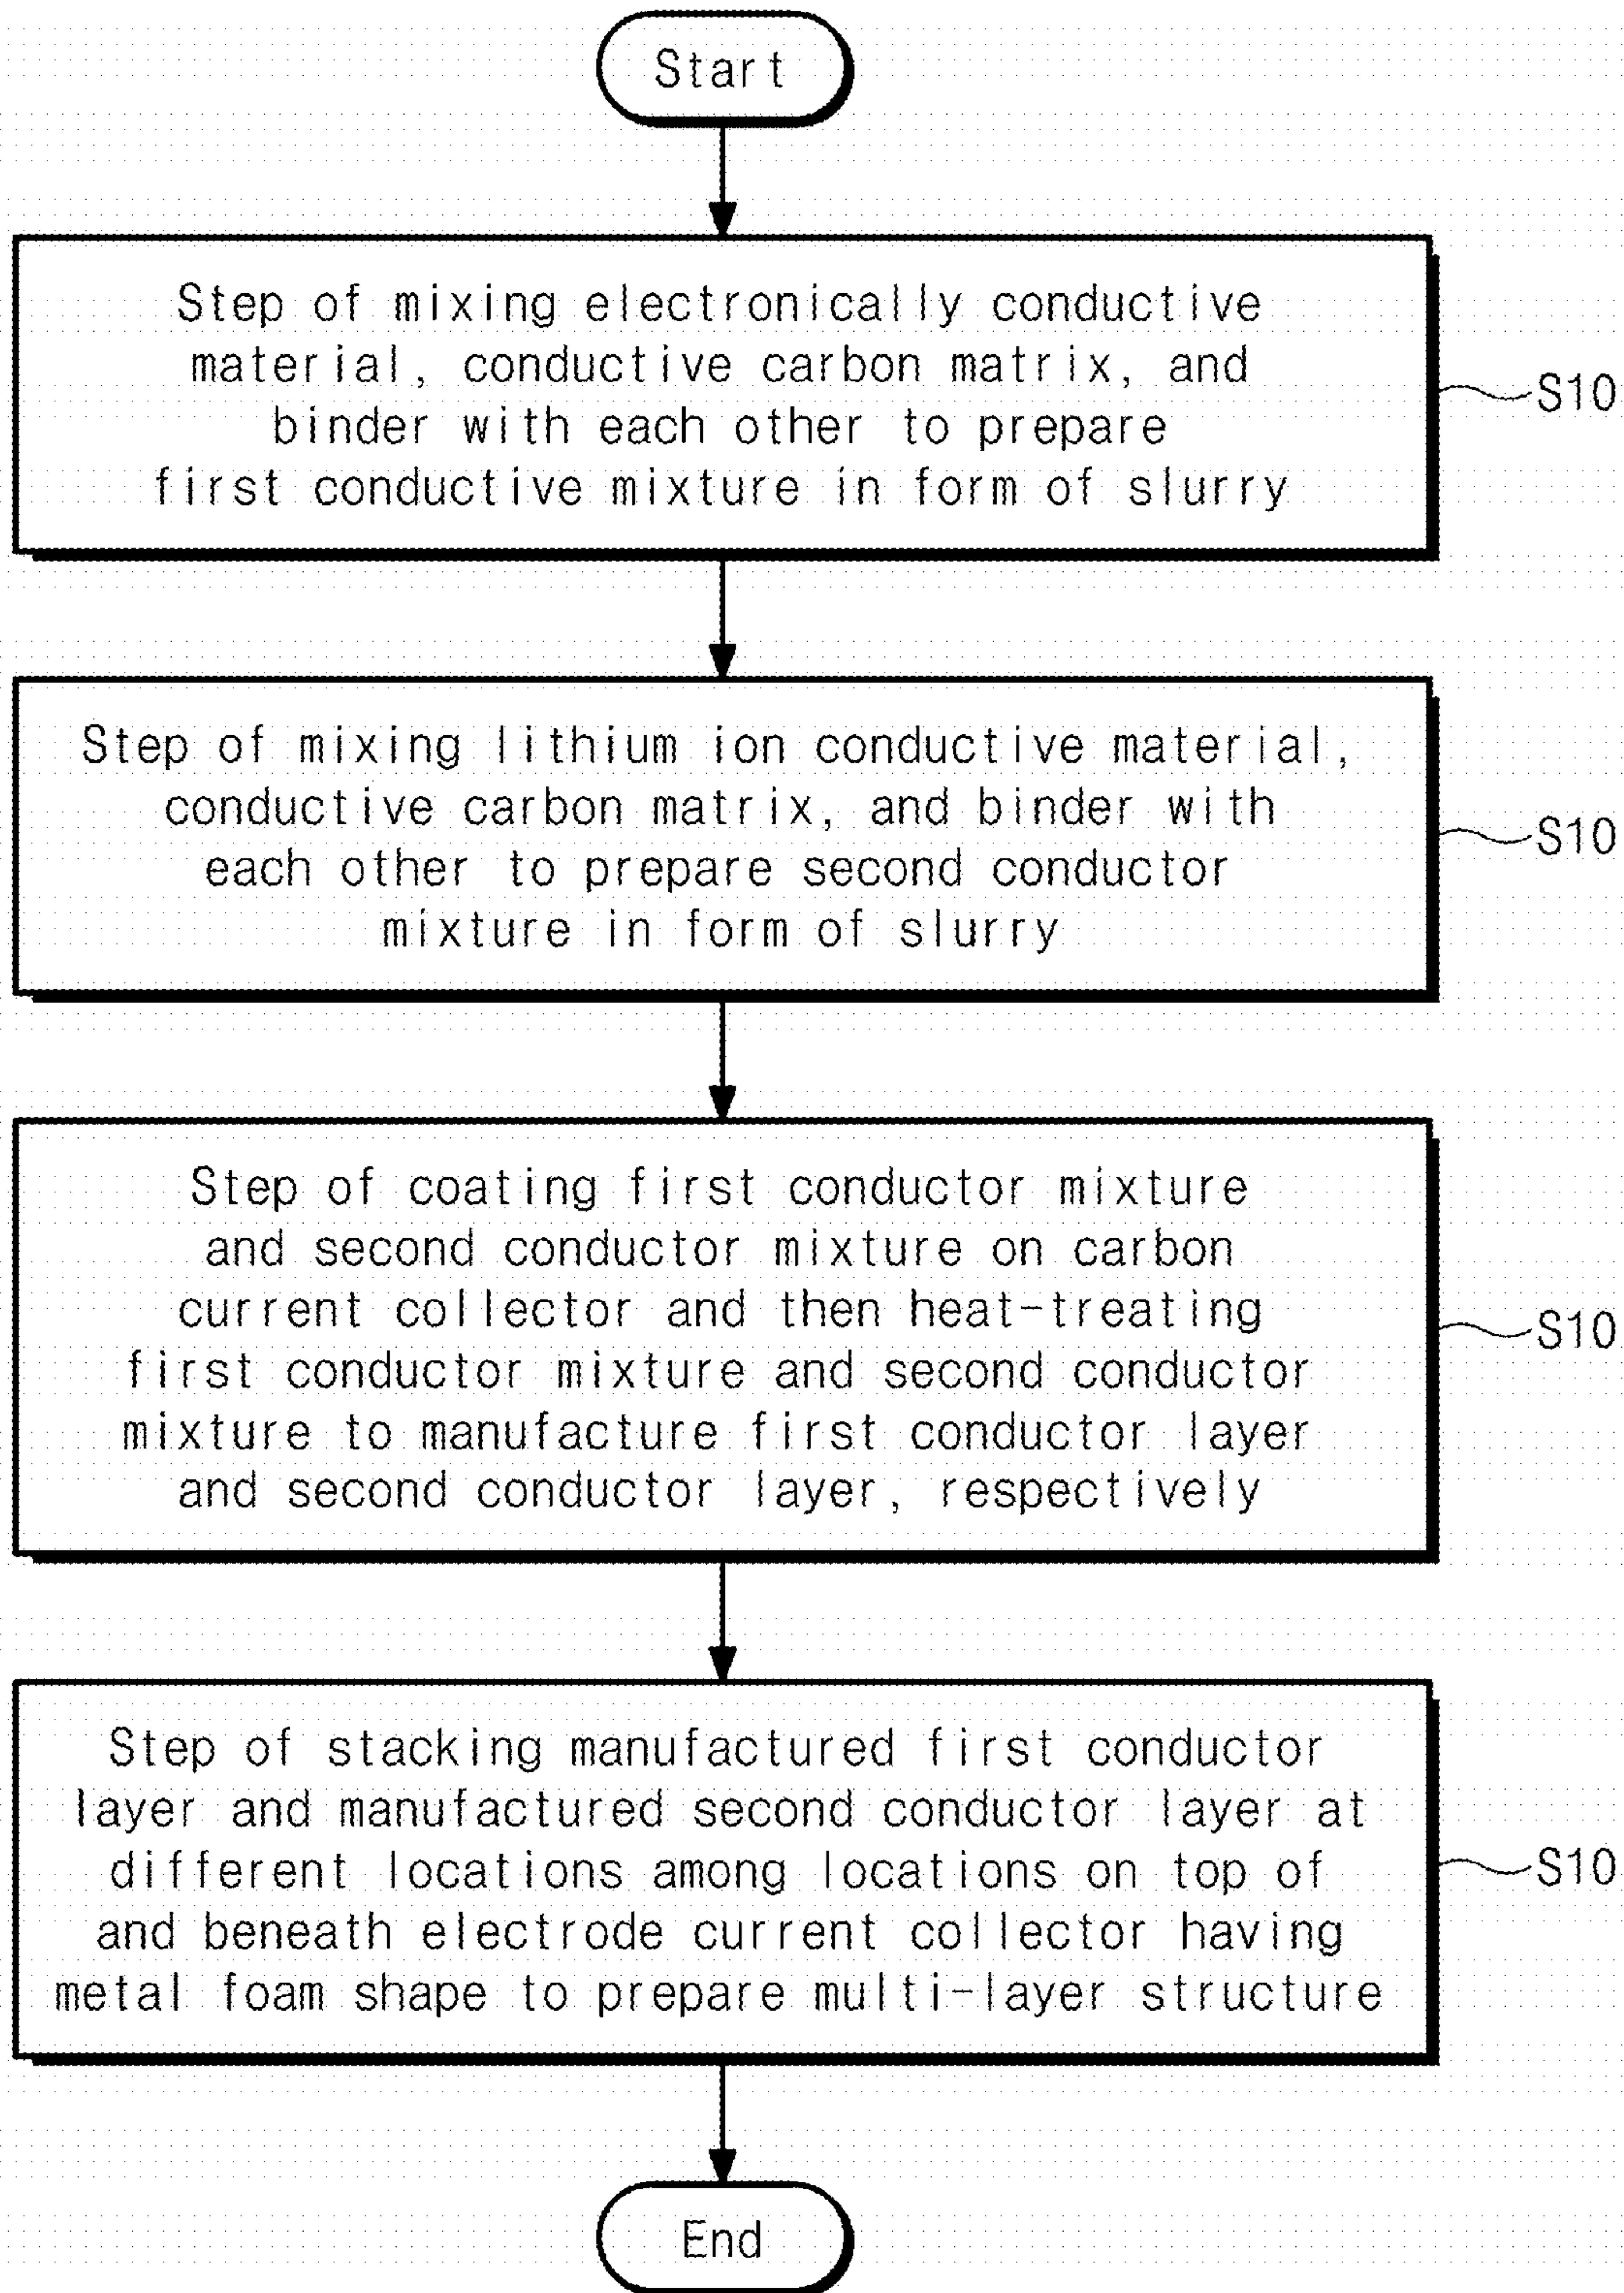 Start
Step of mixing electronically conductive
material, conductive carbon matrix, and
binder with each other to prepare
first conductive mixture in form of slurry
S10
Step of mixing lithium ion conductive material,
conductive carbon matrix, and binder with
each other to prepare second conductor
mixture in form of slurry
S10
Step of coating first conductor mixture
and second conductor mixture on carbon
current collector and then heat-treating
first conductor mixture and second conductor
mixture to manufacture first conductor layer
and second conductor layer, respectively
S10
Step of stacking manufactured first conductor
layer and manufactured second conductor layer at
different locations among locations on top of
and beneath electrode current collector having
metal foam shape to prepare multi-layer structure
S10
End